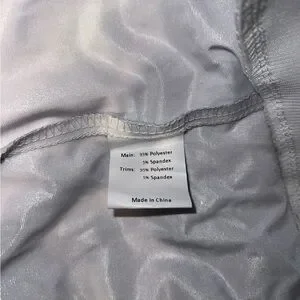 Main: 95% Polyester
5% Spandex
Trims: 95% Polyester
5% Spandex
Made in China